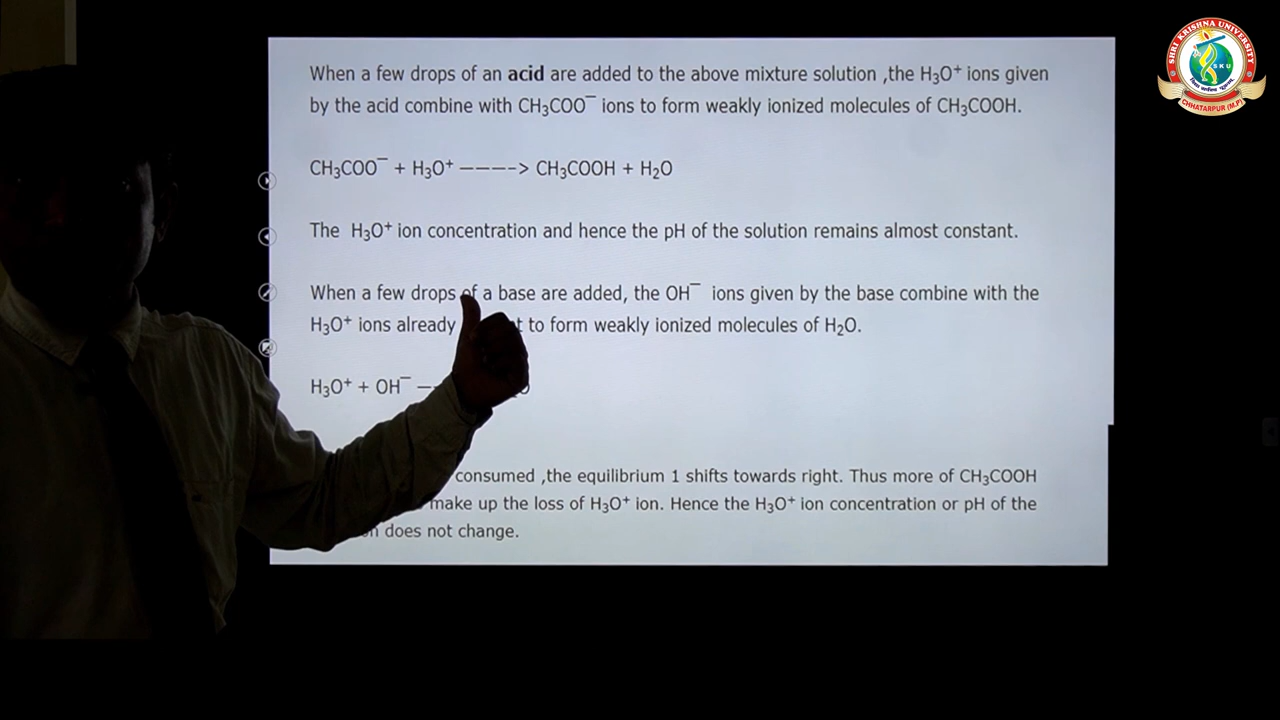 When a few drops of an acid are added to the above mixture solution ,the H₃O⁺ ions given
by the acid combine with CH₃COO¯ ions to form weakly ionized molecules of CH₃COOH.
CH₃COO¯ + H₃O⁺ ————-> CH₃COOH + H₂O
The H₃O⁺ ion concentration and hence the pH of the solution remains almost constant.
When a few drops of a base are added, the OH¯ ions given by the base combine with the
H₃O⁺ ions already to form weakly ionized molecules of H₂O.
H₃O⁺ + OH¯ —
consumed ,the equilibrium 1 shifts towards right. Thus more of CH₃COOH
make up the loss of H₃O⁺ ion. Hence the H₃O⁺ ion concentration or pH of the
does not change.
SHRI KRISHNA UNIVERSITY
SKU
CHHATARPUR (M.P)